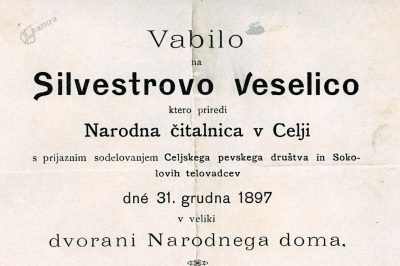 Kamra
Vabilo
na
Silvestrovo Veselico
ktero priredi
Narodna čitalnica v Celji
s prijaznim sodelovanjem Celjskega pevskega društva in Soko-
lovih telovadcev
dné 31. grudna 1897
v veliki
dvorani Narodnega doma.